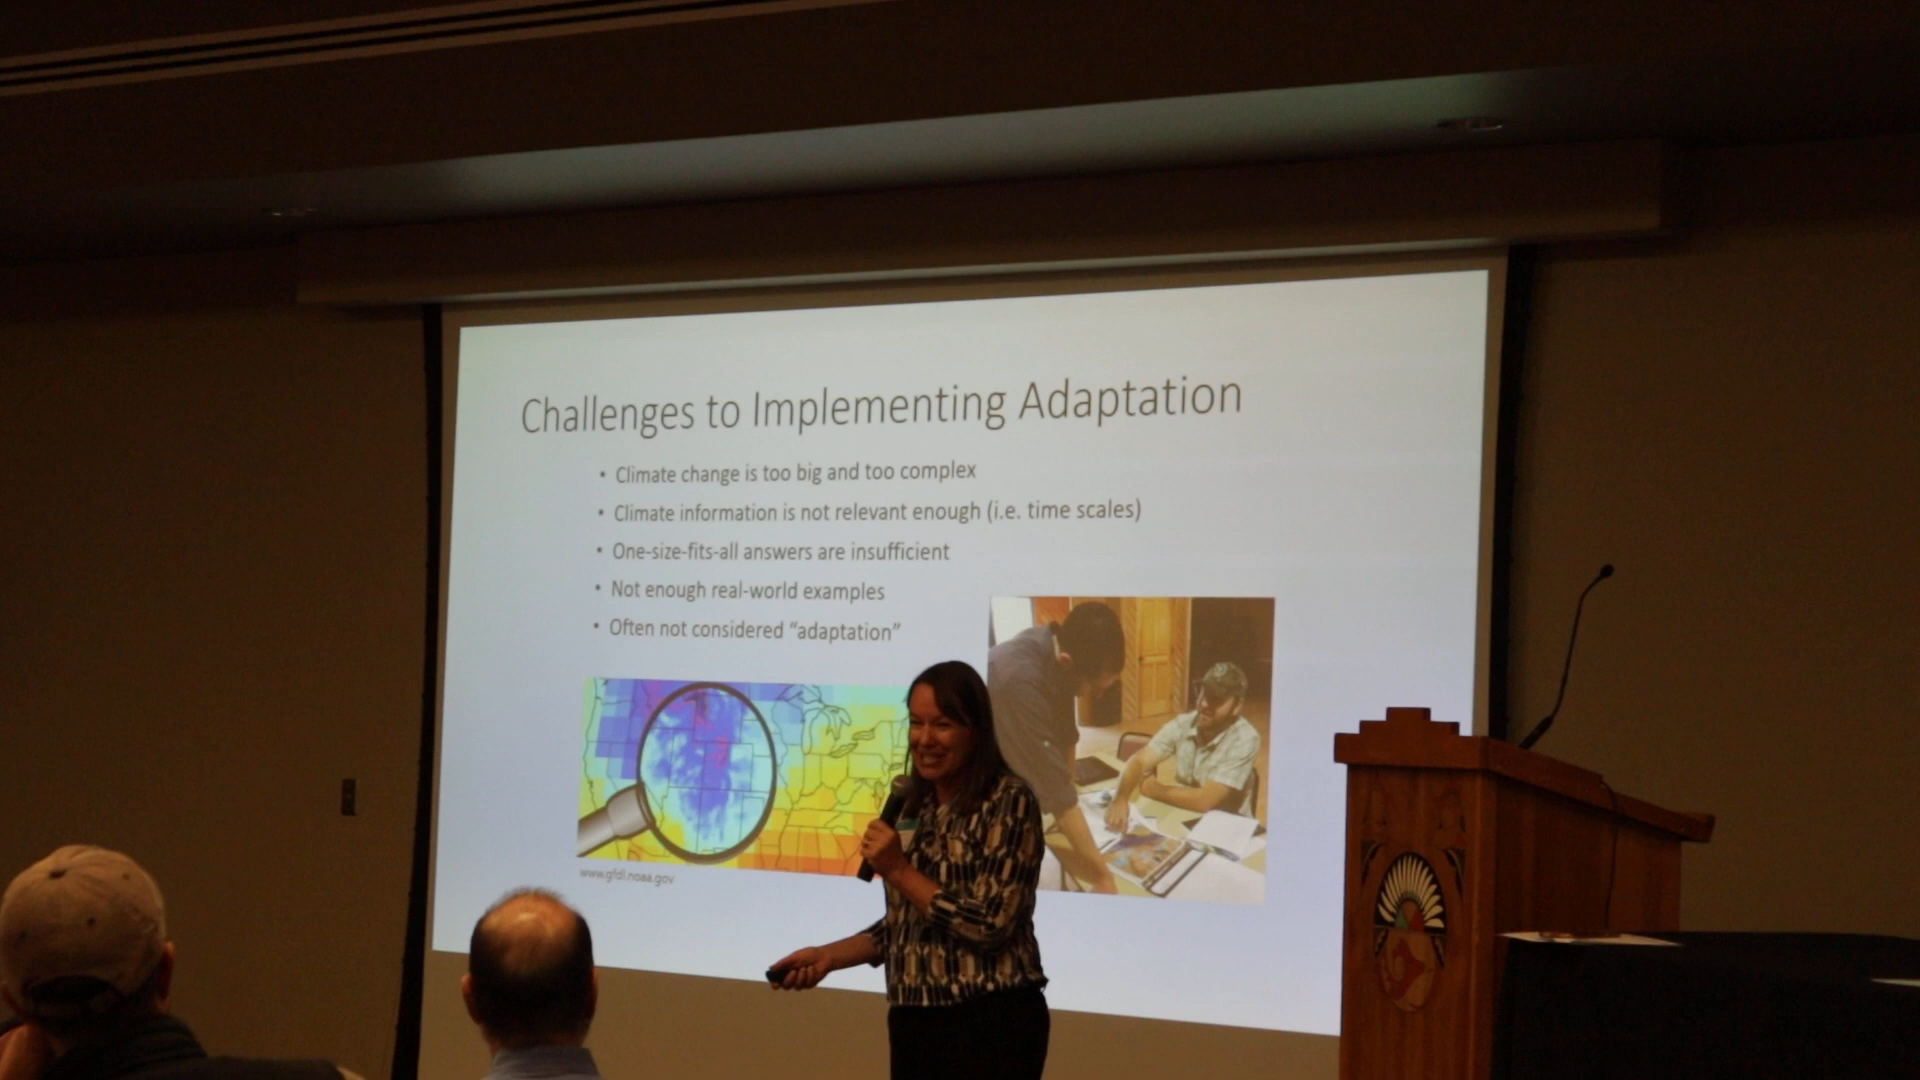 Challenges to Implementing Adaptation
• Climate change is too big and too complex
• Climate information is not relevant enough (i.e. time scales)
• One-size-fits-all answers are insufficient
• Not enough real-world examples
• Often not considered “adaptation”
www.gfdl.noaa.gov